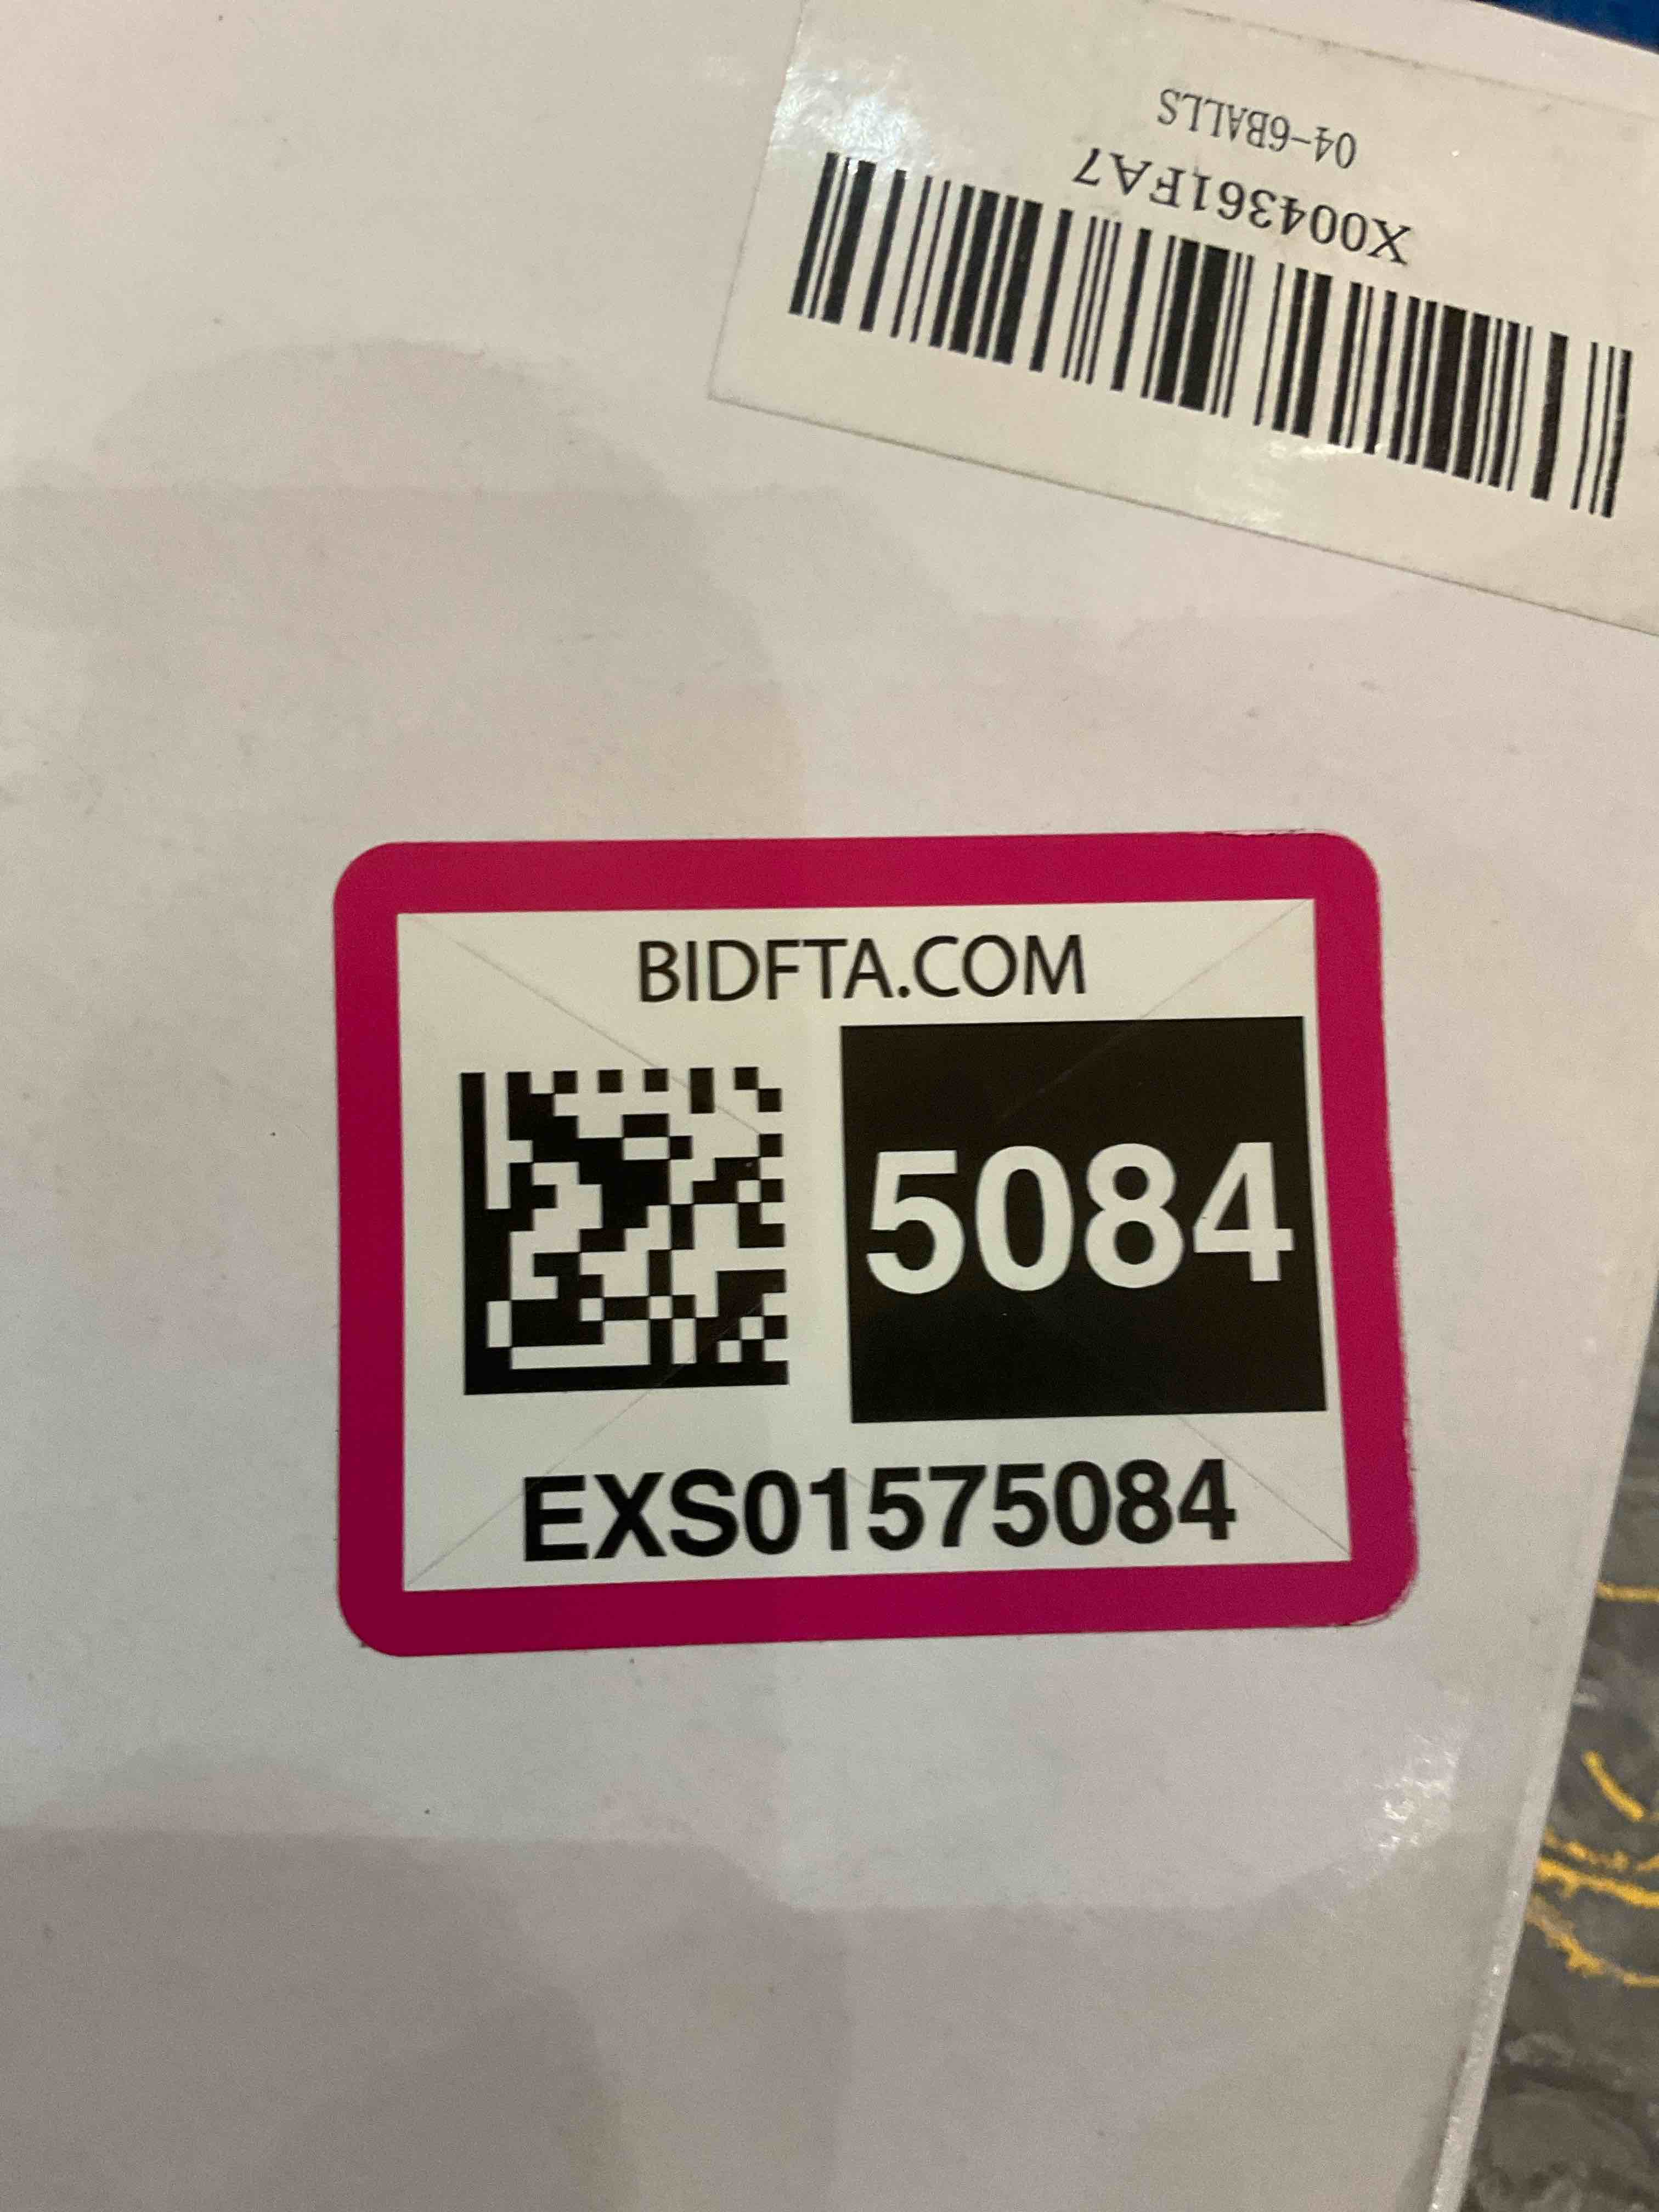 04-6BALLS
X004361FA7
BIDFTA.COM
5084
EXS01575084